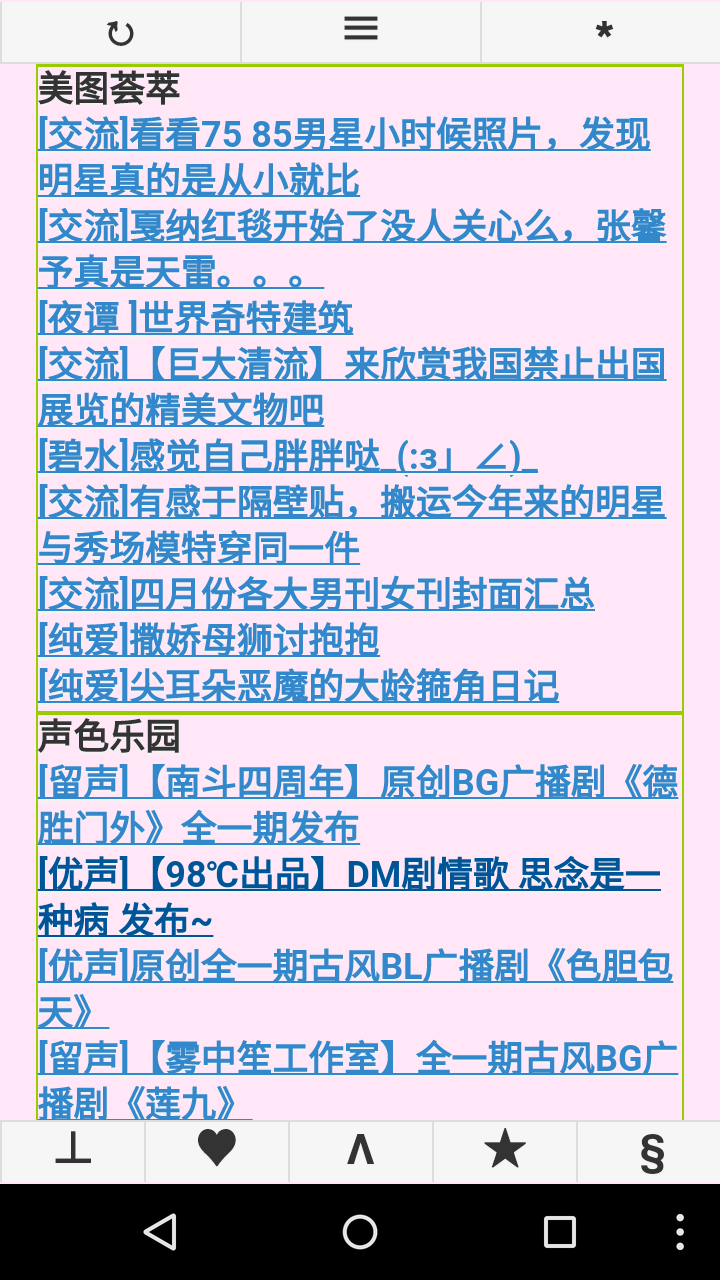 美图荟萃
[交流]看看75 85男星小时候照片，发现
明星真的是从小就比
[交流]戛纳红毯开始了没人关心么，张馨
予真是天雷。。。
[夜谭 ]世界奇特建筑
[交流]【巨大清流】来欣赏我国禁止出国
展览的精美文物吧
[碧水]感觉自己胖胖哒_(:з」∠)_
[交流]有感于隔壁贴，搬运今年来的明星
与秀场模特穿同一件
[交流]四月份各大男刊女刊封面汇总
[纯爱]撒娇母狮讨抱抱
[纯爱]尖耳朵恶魔的大龄箍角日记
声色乐园
[留声]【南斗四周年】原创BG广播剧《德
胜门外》全一期发布
[优声]【98℃出品】DM剧情歌 思念是一
种病 发布~
[优声]原创全一期古风BL广播剧《色胆包
天》
[留声]【雾中笙工作室】全一期古风BG广
播剧《莲九》